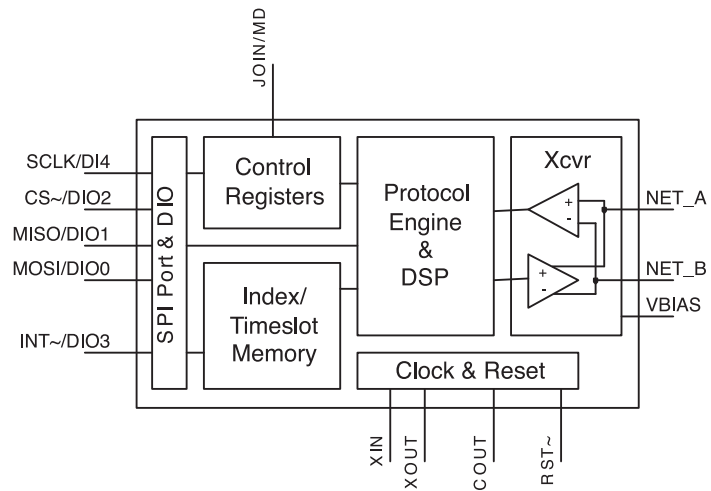 JOIN/MD
SCLK/DI4
CS~/DIO2
MISO/DIO1
MOSI/DIO0
INT~/DIO3
SPI Port & DIO
Control
Registers
Index/
Timeslot
Memory
Protocol
Engine
&
DSP
Xcvr
+
-
+
-
NET_A
NET_B
VBIAS
Clock & Reset
XIN
XOUT
COUT
RST~